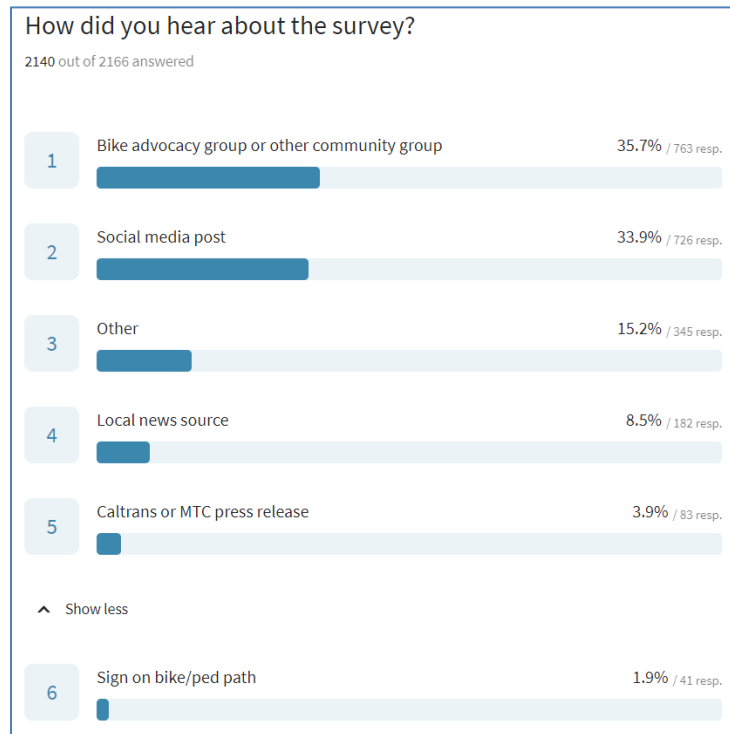 How did you hear about the survey?
2140 out of 2166 answered
1
Bike advocacy group or other community group
35.7% / 763 resp.
2
Social media post
33.9% / 726 resp.
3
Other
15.2% / 345 resp.
4
Local news source
8.5% / 182 resp.
5
Caltrans or MTC press release
3.9% / 83 resp.
Show less
6
Sign on bike/ped path
1.9% / 41 resp.